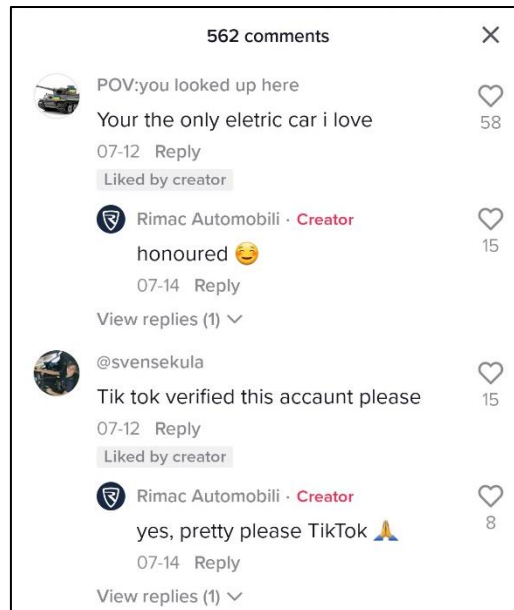 562 comments
POV:you looked up here
Your the only eletric car i love
58
07-12 Reply
Liked by creator
Rimac Automobili · Creator
honoured 😊
15
07-14 Reply
View replies (1)
@svensekula
Tik tok verified this accaunt please
15
07-12 Reply
Liked by creator
Rimac Automobili · Creator
yes, pretty please TikTok 🙏
8
07-14 Reply
View replies (1)